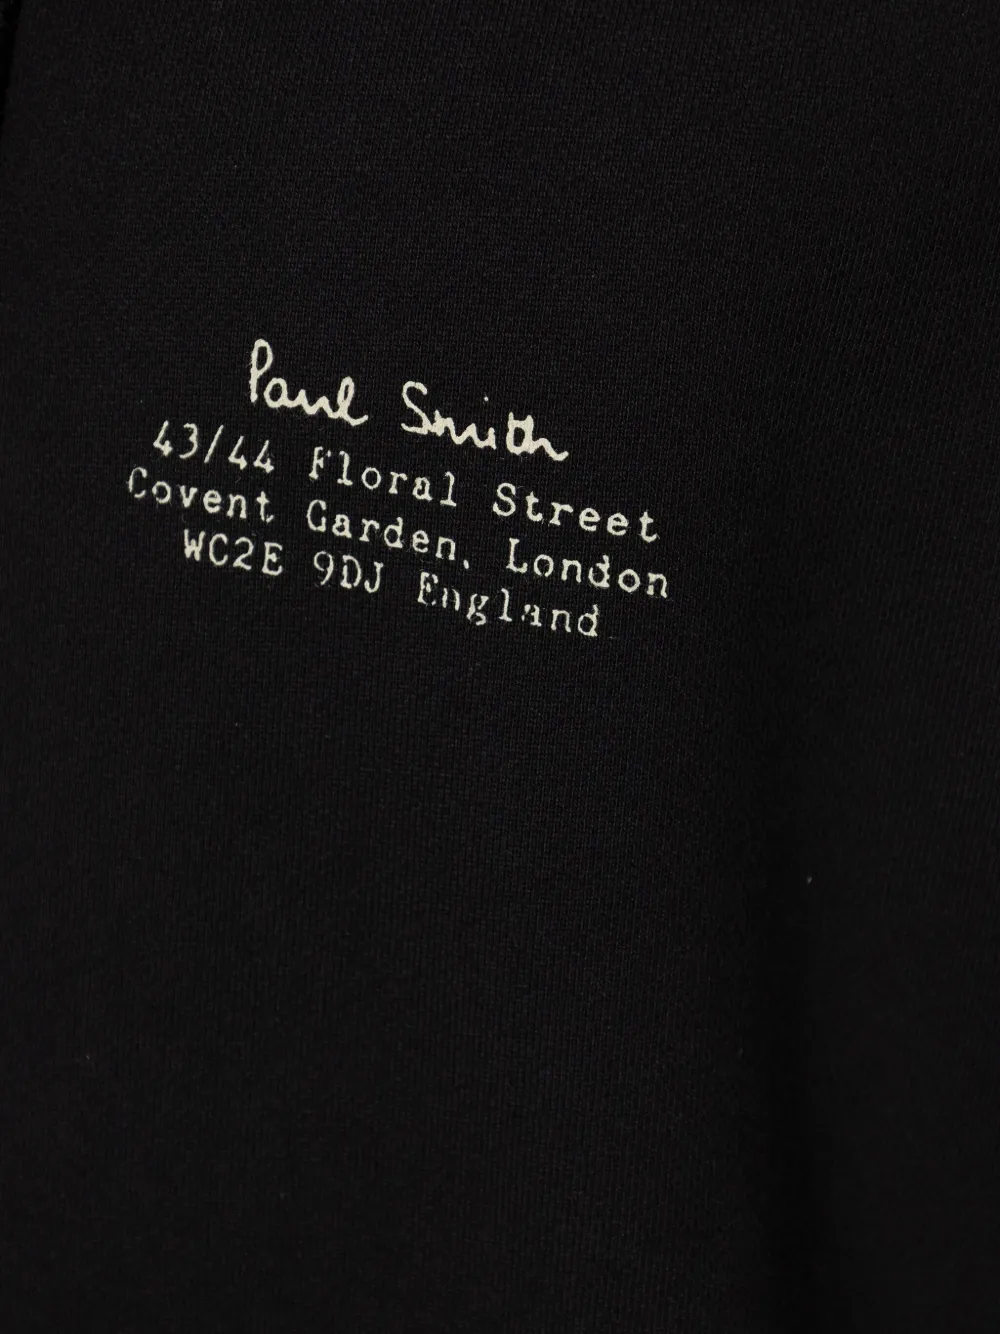 Paul Smith
43/44 Floral Street
Covent Garden, London
WC2E 9DJ England